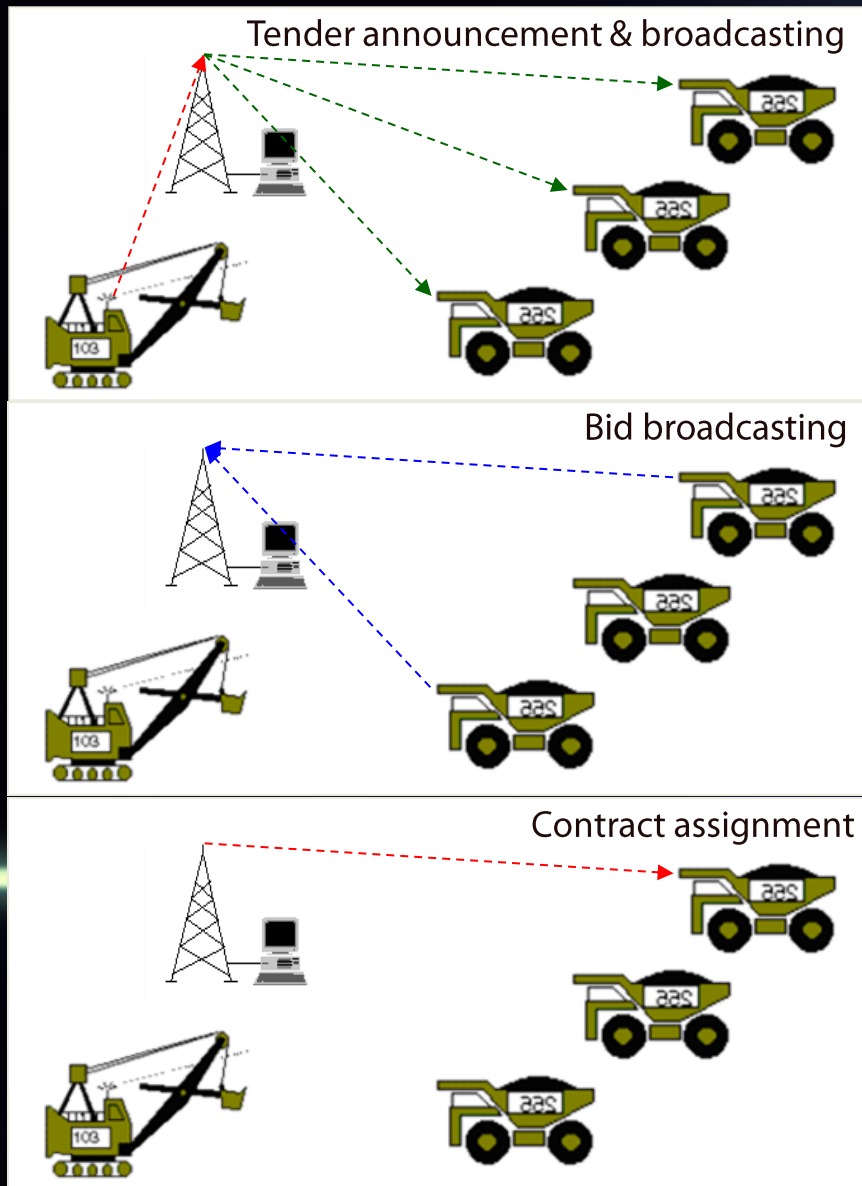 Tender announcement & broadcasting
103
Bid broadcasting
103
Contract assignment
103